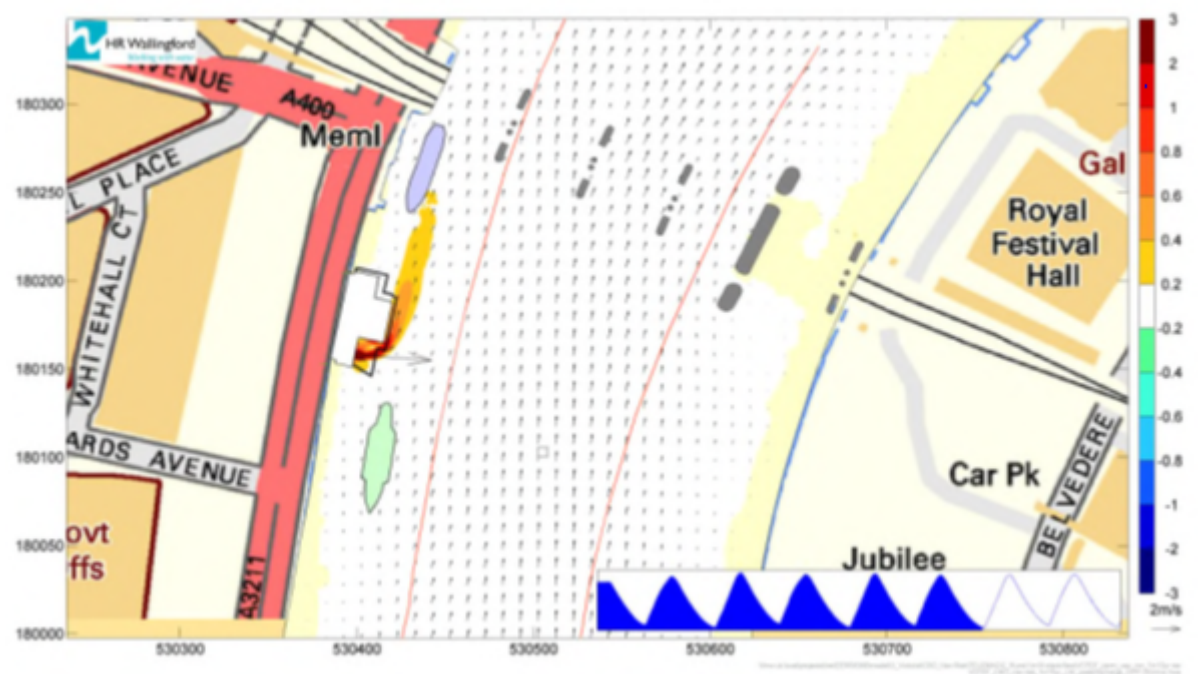 HR Wallingford
AVENUE
A400
Meml
L PLACE
WHITEHALL CT
ARDS AVENUE
ovt
ffs
A3211
Gal
Royal
Festival
Hall
Car Pk
BELVEDERE
Jubilee
180300
180250
180200
180150
180100
180050
180000
530300
530400
530500
530600
530700
530800
3
2
1
0.8
0.6
0.4
0.2
-0.2
-0.4
-0.6
-0.8
-1
-2
-3
2m/s